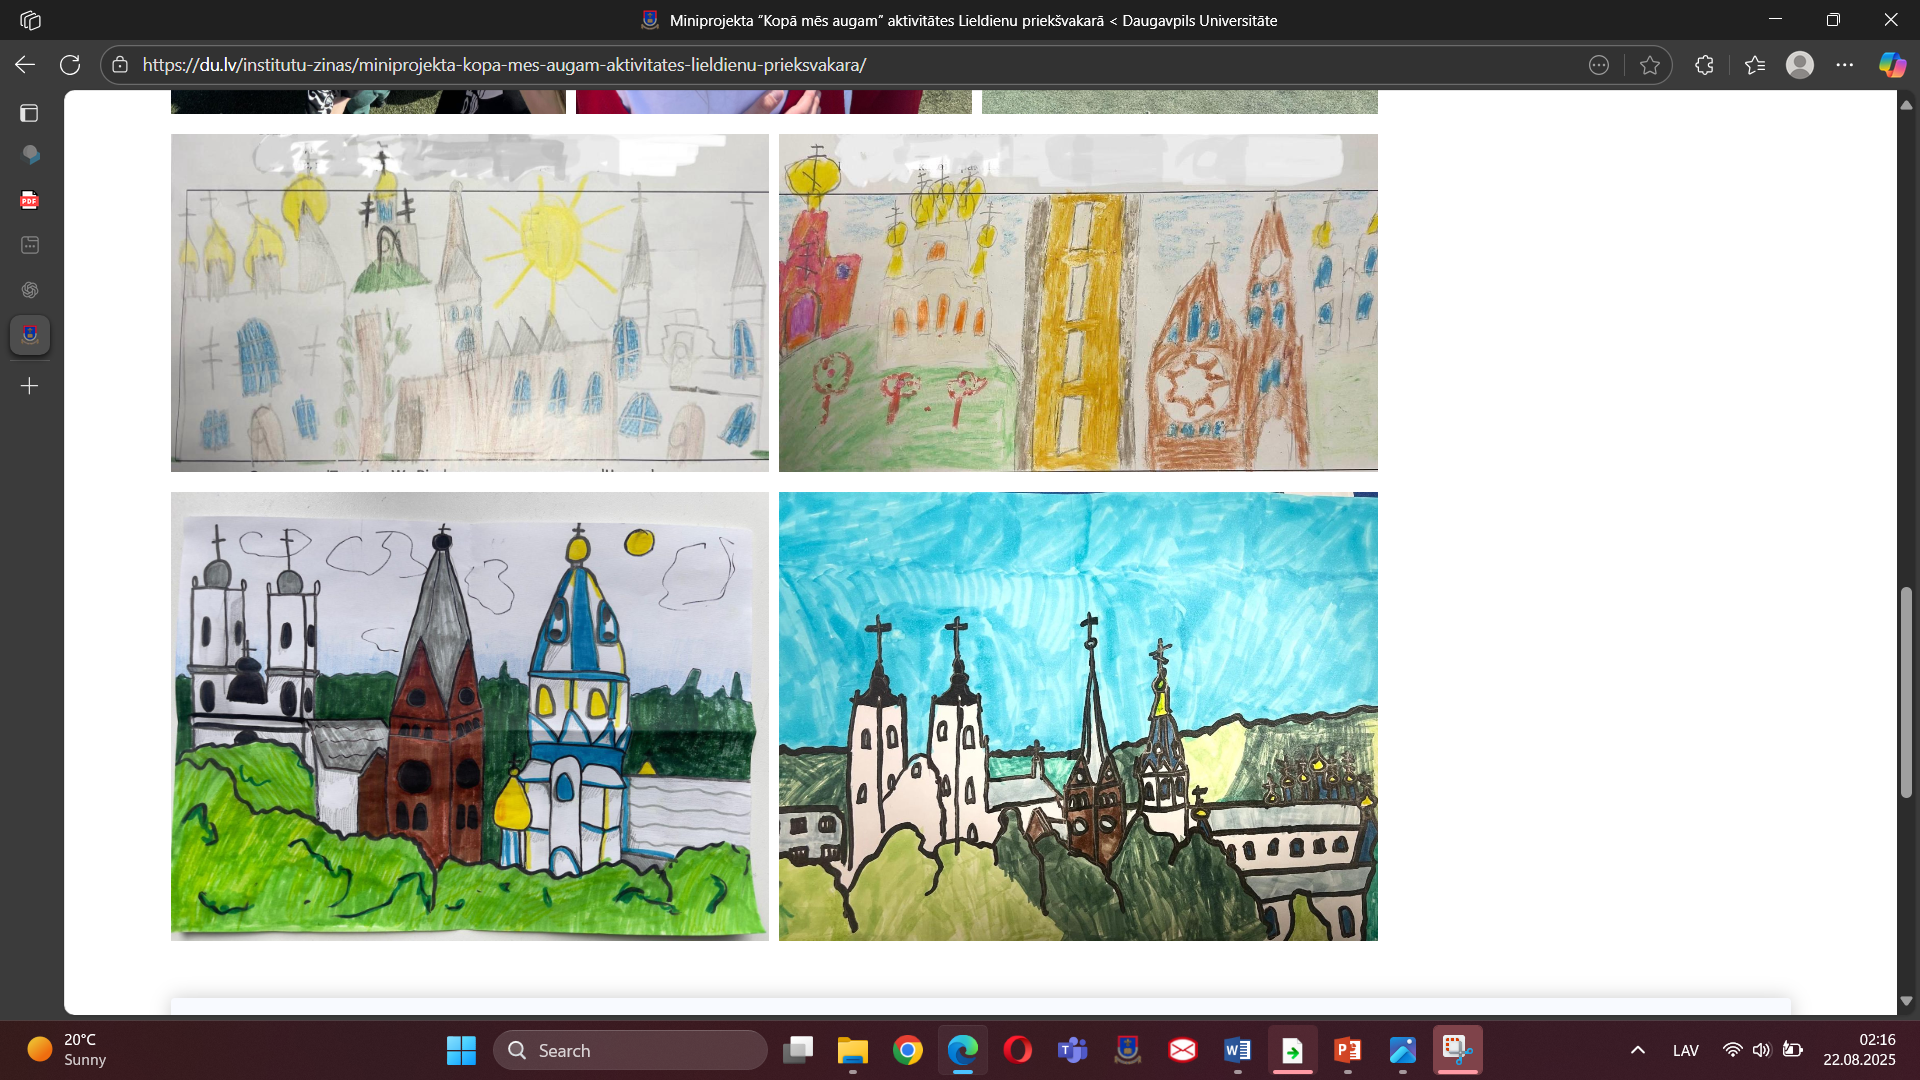 Miniprojekta “Kopā mēs augam” aktivitātes Lieldienu priekšvakarā < Daugavpils Universitāte
https://du.lv/institutu-zinas/miniprojekta-kopa-mes-augam-aktivitates-lieldienu-prieksvakara/
PDF
20°C
Sunny
Search
LAV
02:16
22.08.2025